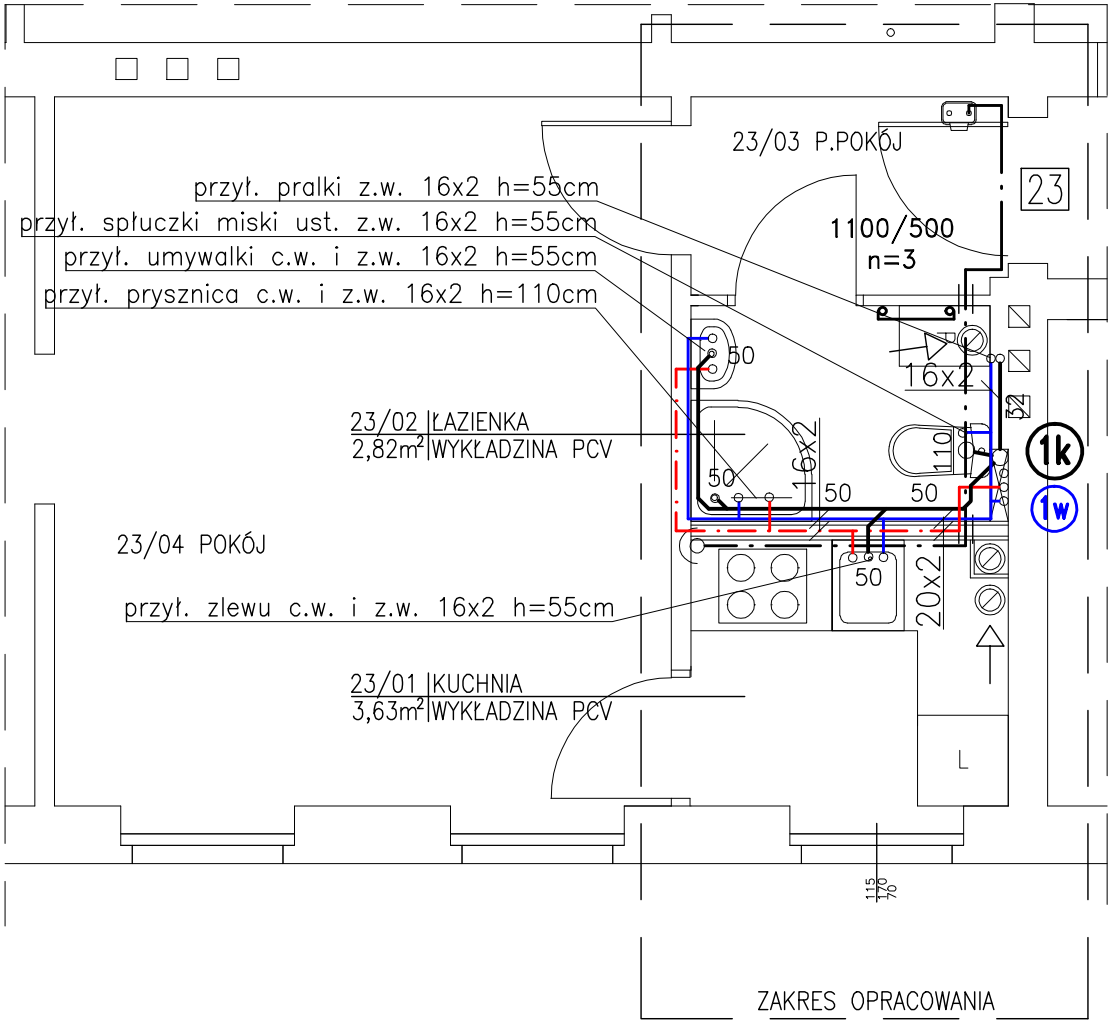 23/03 P.POKÓJ
przył. pralki z.w. 16x2 h=55cm
23
przył. spłuczki miski ust. z.w. 16x2 h=55cm
1100/500
n=3
przył. umywalki c.w. i z.w. 16x2 h=55cm
przył. prysznica c.w. i z.w. 16x2 h=110cm
50
16x2
32
23/02 ŁAZIENKA
2,82m² WYKŁADZINA PCV
16x2
110
1k
50
50
50
1w
23/04 POKÓJ
50
20x2
przył. zlewu c.w. i z.w. 16x2 h=55cm
23/01 KUCHNIA
3,63m² WYKŁADZINA PCV
L
115
170
70
ZAKRES OPRACOWANIA